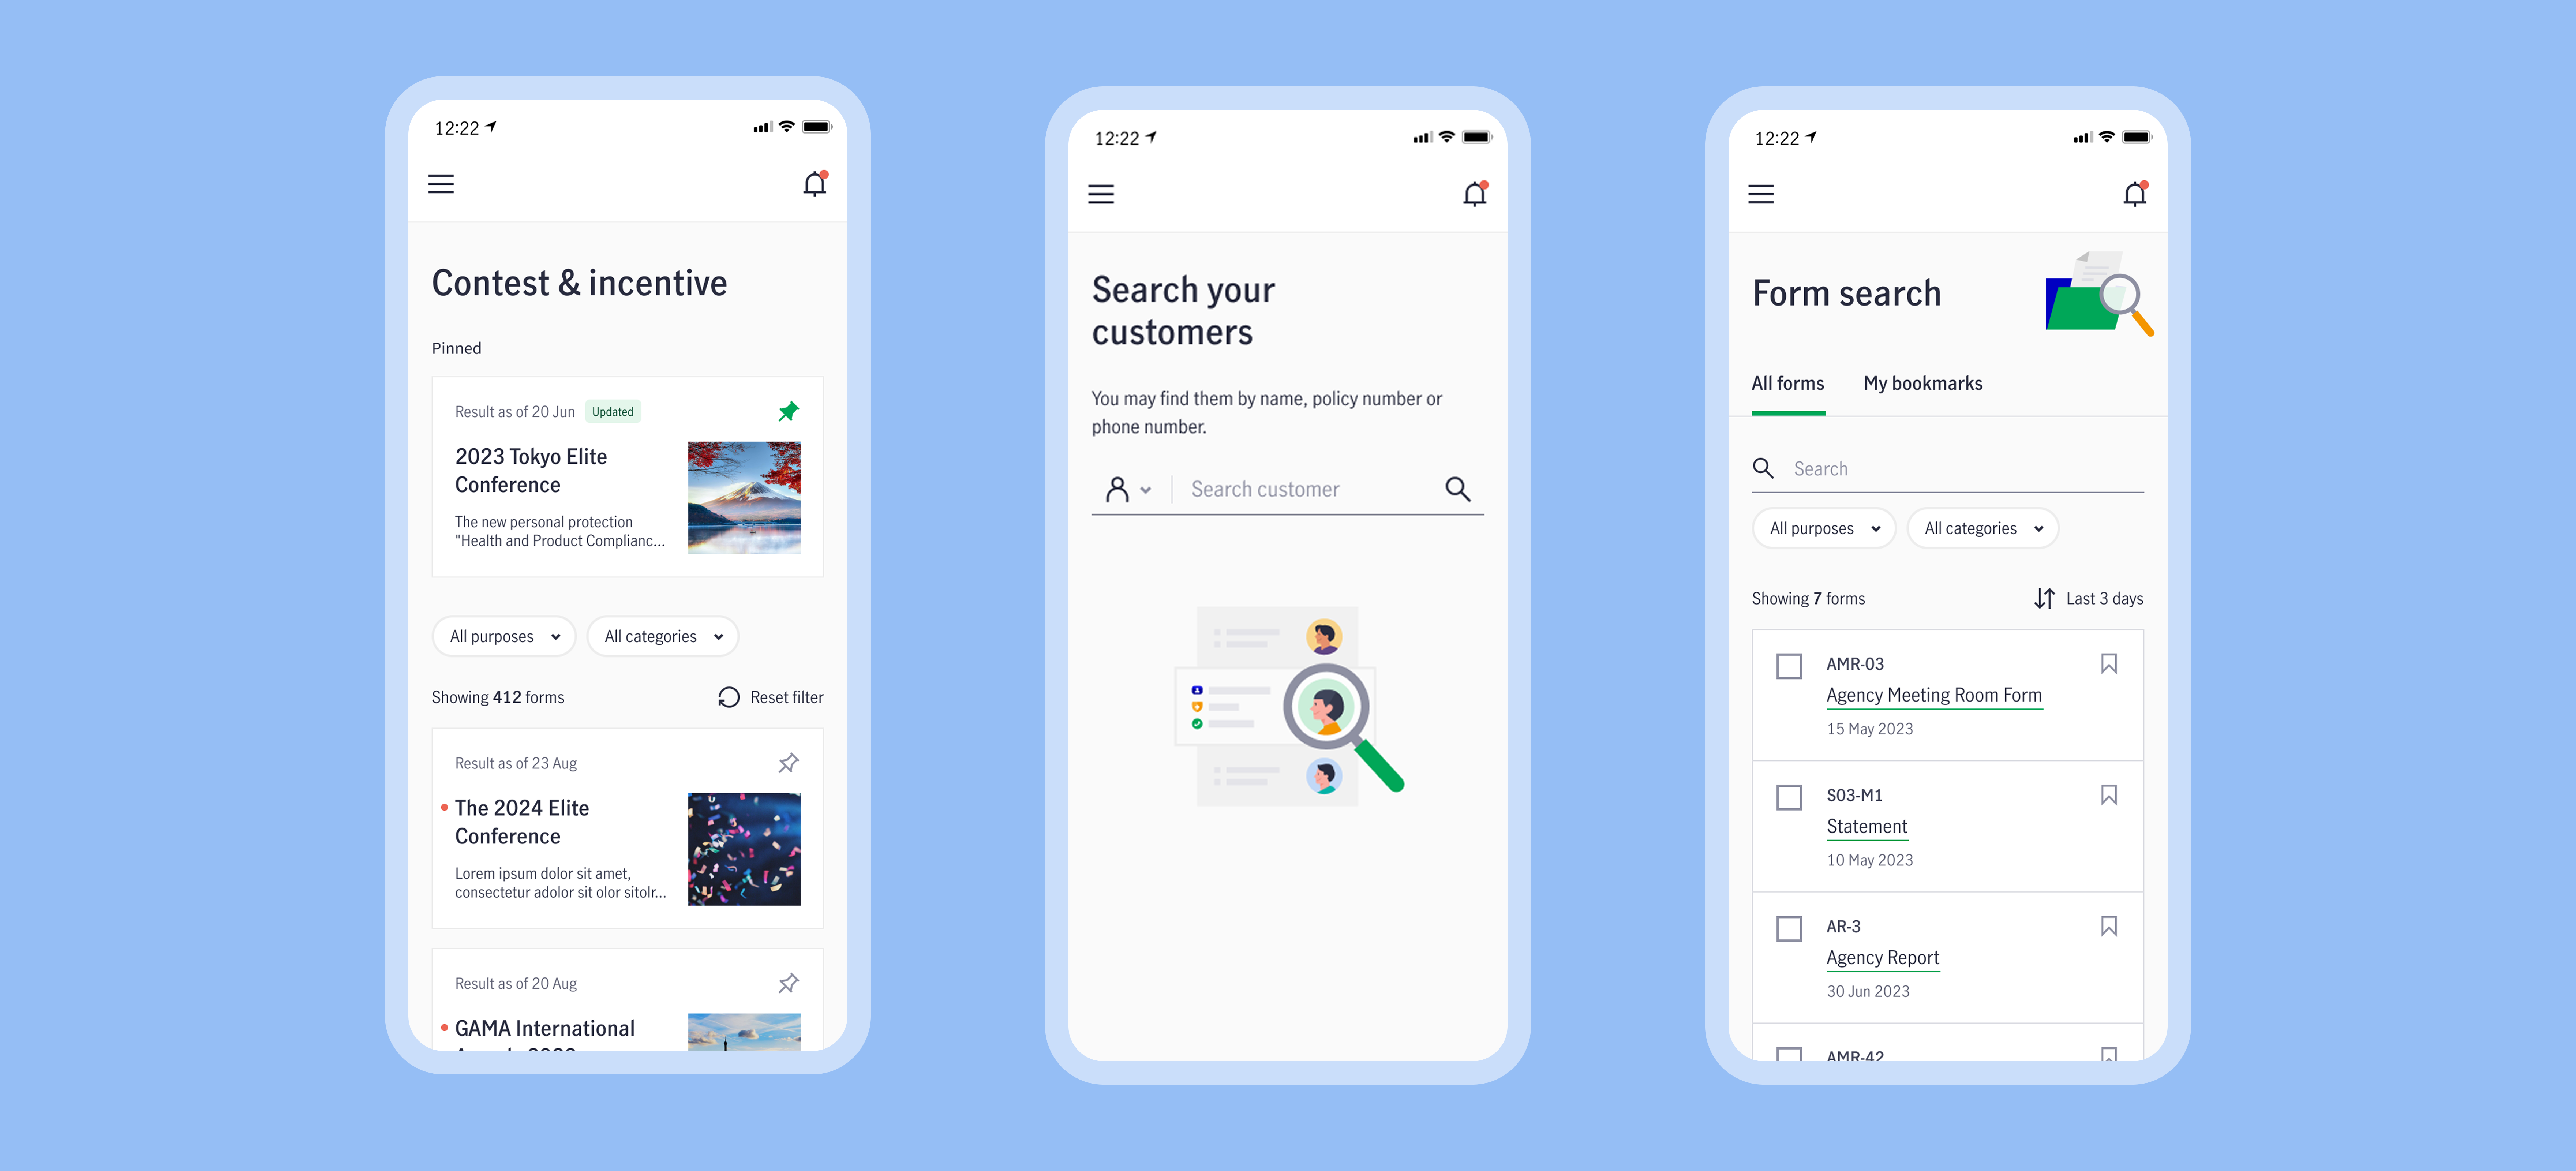 12:22
Contest & incentive
Pinned
Result as of 20 Jun Updated
2023 Tokyo Elite
Conference
The new personal protection
"Health and Product Complianc...
All purposes All categories
Showing 412 forms Reset filter
Result as of 23 Aug
The 2024 Elite
Conference
Lorem ipsum dolor sit amet,
consectetur adolor sit olor sitolr...
Result as of 20 Aug
GAMA International
12:22
Search your
customers
You may find them by name, policy number or
phone number.
Search customer
12:22
Form search
All forms My bookmarks
Search
All purposes All categories
Showing 7 forms Last 3 days
AMR-03
Agency Meeting Room Form
15 May 2023
S03-M1
Statement
10 May 2023
AR-3
Agency Report
30 Jun 2023
AMR-42